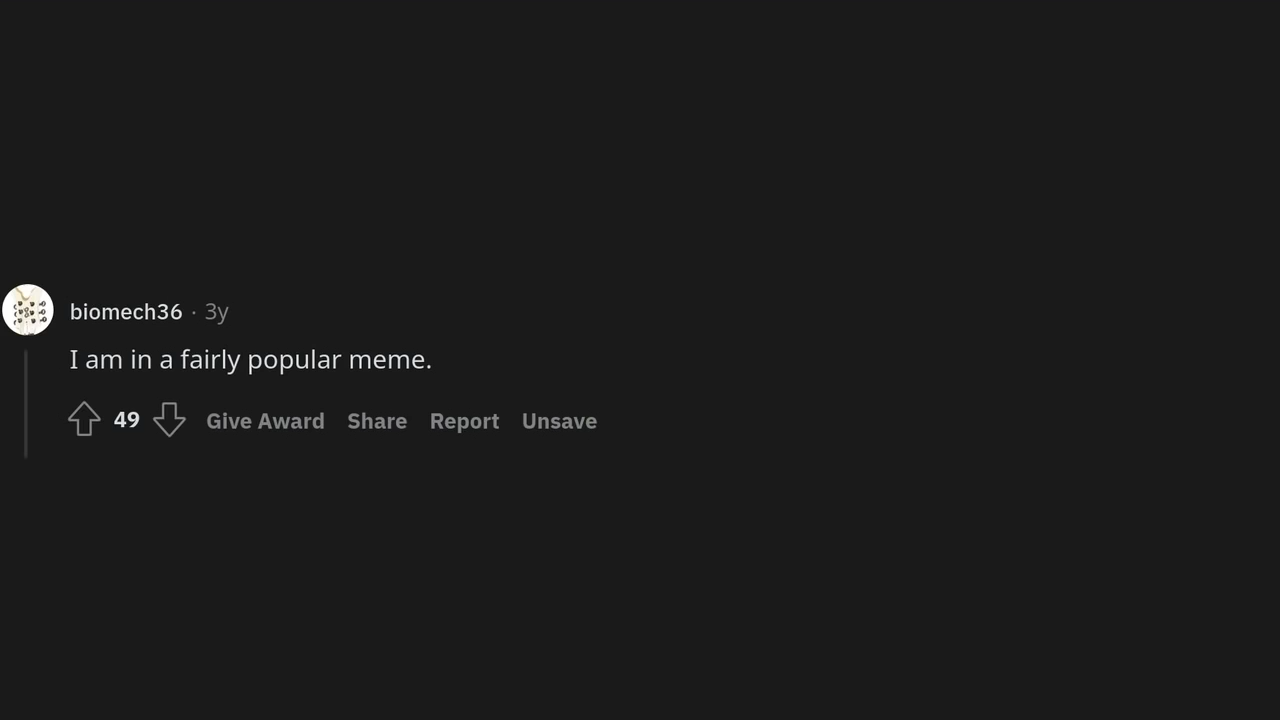 biomech36 · 3y
I am in a fairly popular meme.
49 Give Award Share Report Unsave